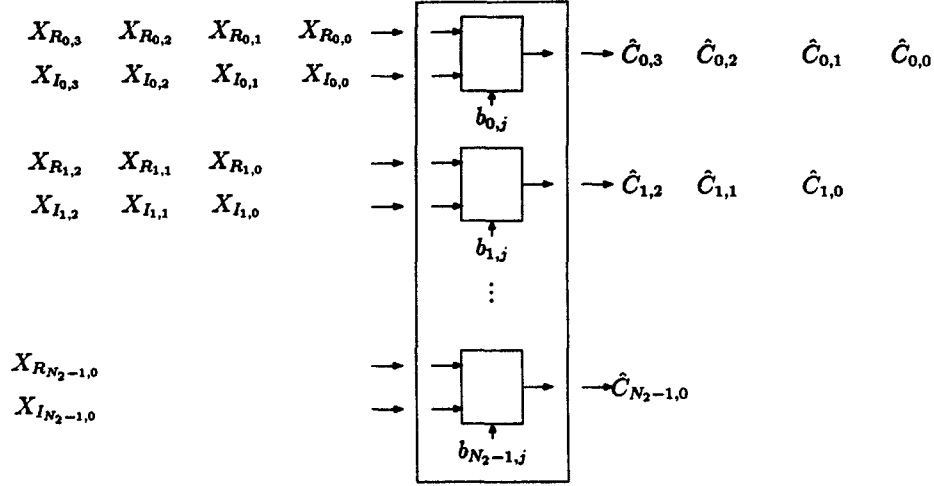 X_{R_{0,3}} X_{R_{0,2}} X_{R_{0,1}} X_{R_{0,0}}
Ĉ_{0,3} Ĉ_{0,2} Ĉ_{0,1} Ĉ_{0,0}
X_{I_{0,3}} X_{I_{0,2}} X_{I_{0,1}} X_{I_{0,0}}
b_{0,j}
X_{R_{1,2}} X_{R_{1,1}} X_{R_{1,0}}
Ĉ_{1,2} Ĉ_{1,1} Ĉ_{1,0}
X_{I_{1,2}} X_{I_{1,1}} X_{I_{1,0}}
b_{1,j}
⋮
X_{R_{N_2-1,0}}
Ĉ_{N_2-1,0}
X_{I_{N_2-1,0}}
b_{N_2-1,j}